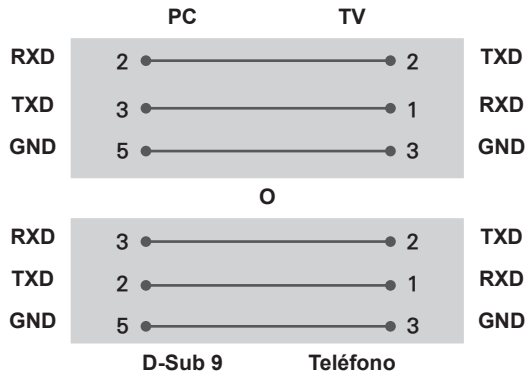 PC TV
RXD 2 2 TXD
TXD 3 1 RXD
GND 5 3 GND
O
RXD 3 2 TXD
TXD 2 1 RXD
GND 5 3 GND
D-Sub 9 Teléfono